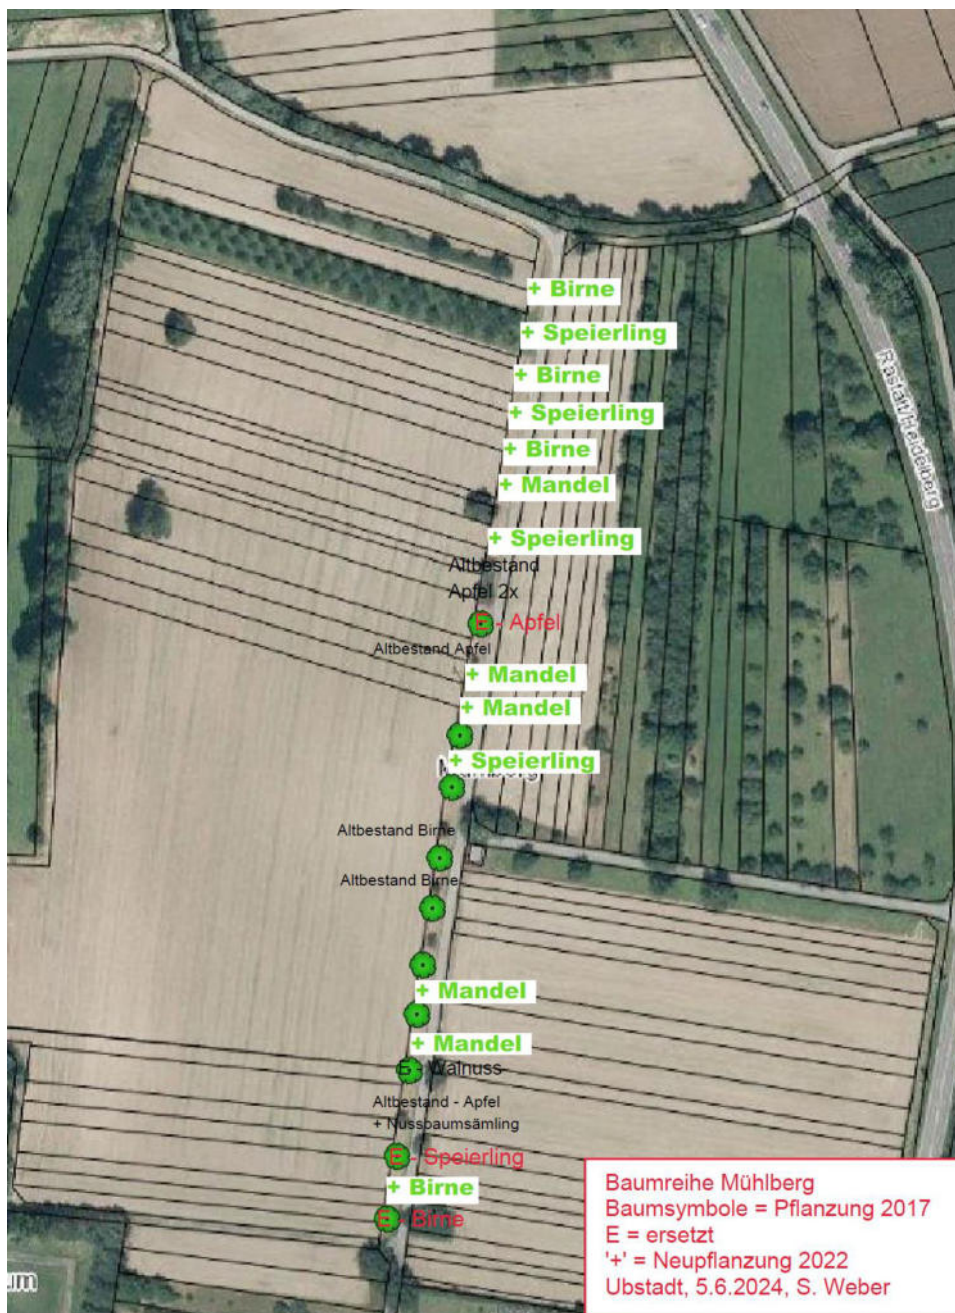 + Birne
+ Speierling
+ Birne
+ Speierling
Rastatt/Heidelberg
+ Birne
+ Mandel
+ Speierling
Altbestand
Apfel 2x
E - Apfel
Altbestand Apfel
+ Mandel
+ Mandel
+ Speierling
Altbestand Birne
Altbestand Birne
+ Mandel
+ Mandel
E - Walnuss
Altbestand - Apfel
+ Nussbaumsämling
E - Speierling
+ Birne
E - Birne
um
Baumreihe Mühlberg
Baumsymbole = Pflanzung 2017
E = ersetzt
'+' = Neupflanzung 2022
Ubstadt, 5.6.2024, S. Weber